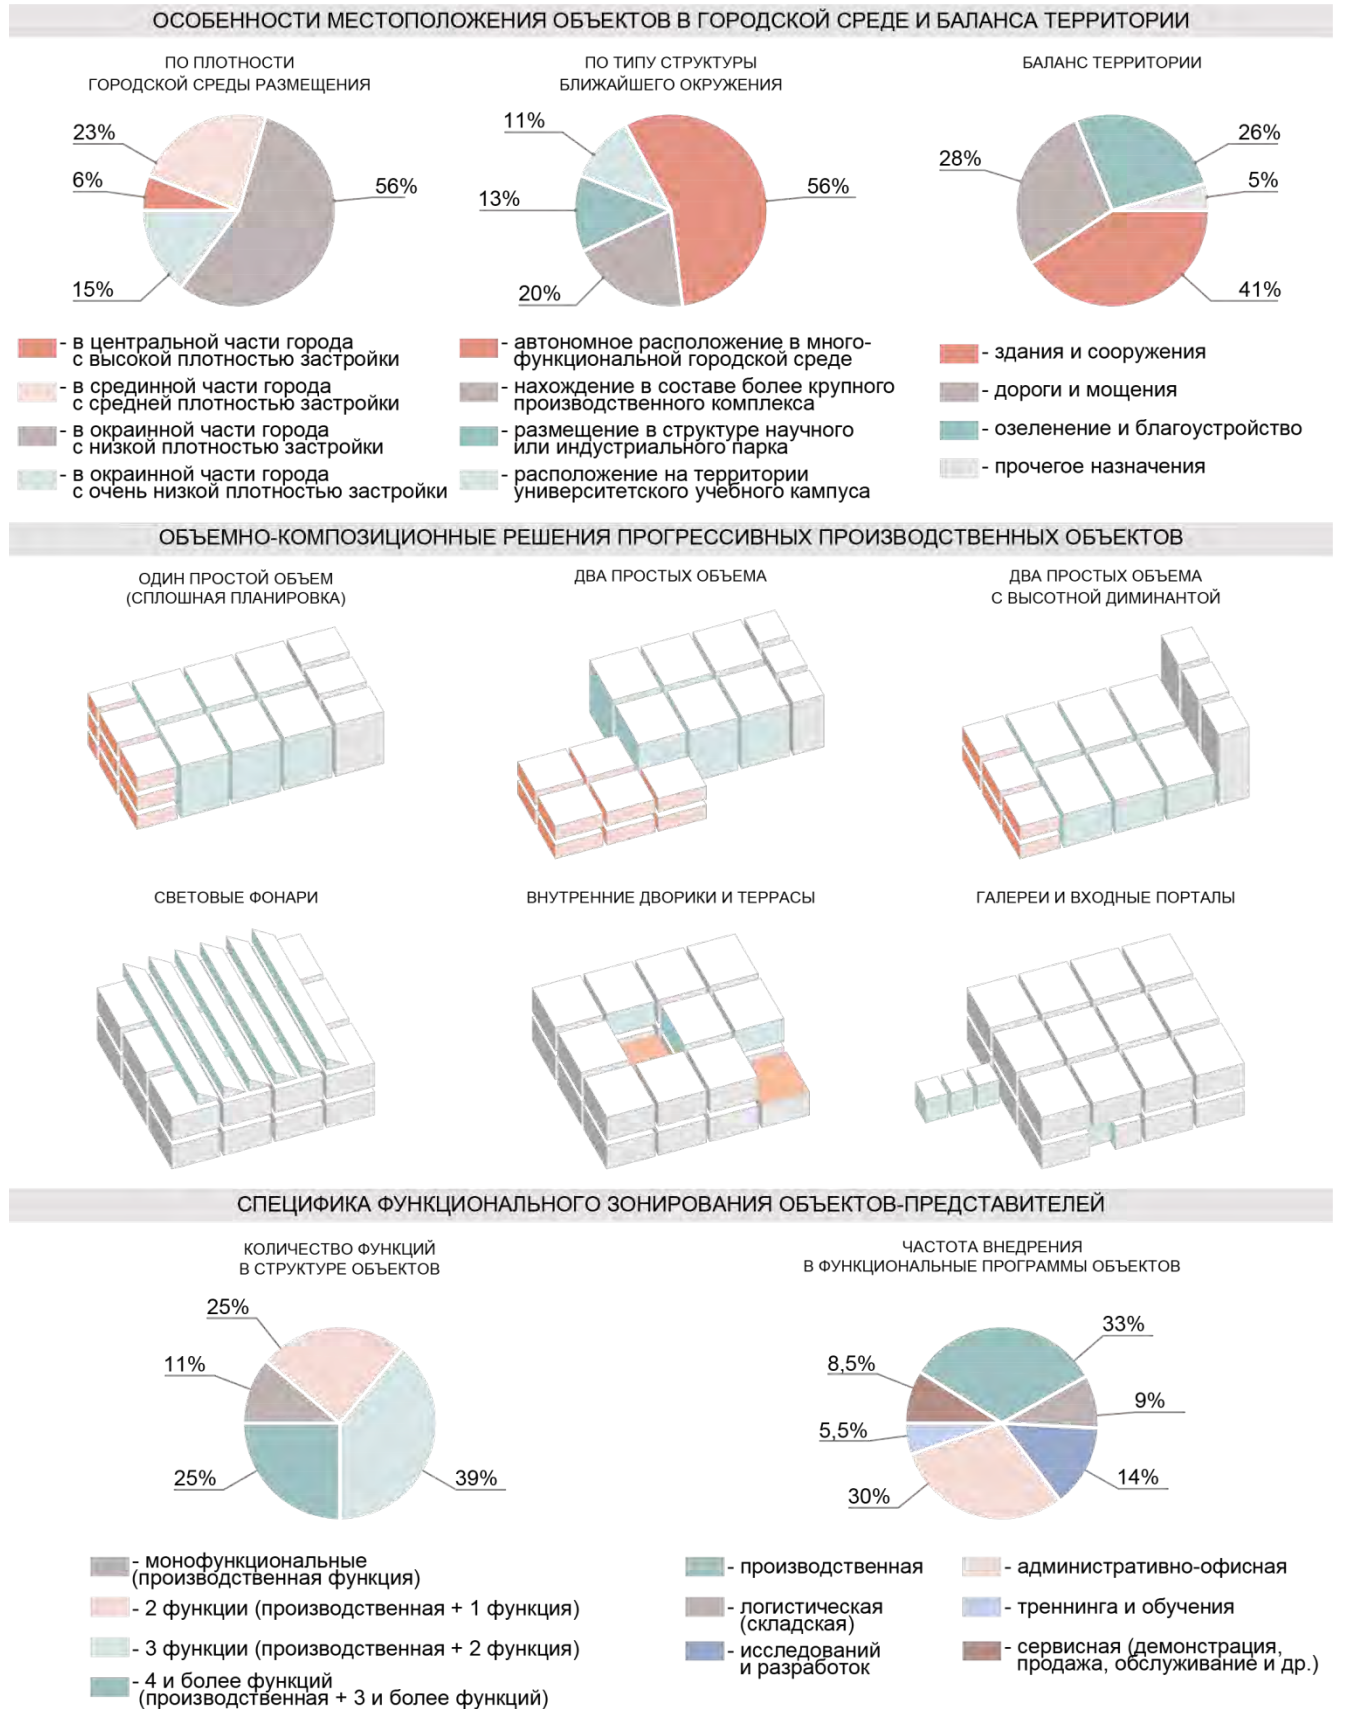 ОСОБЕННОСТИ МЕСТОПОЛОЖЕНИЯ ОБЪЕКТОВ В ГОРОДСКОЙ СРЕДЕ И БАЛАНСА ТЕРРИТОРИИ
ПО ПЛОТНОСТИ
ГОРОДСКОЙ СРЕДЫ РАЗМЕЩЕНИЯ
23%
6%
56%
15%
- в центральной части города
с высокой плотностью застройки
- в срединной части города
с средней плотностью застройки
- в окраинной части города
с низкой плотностью застройки
- в окраинной части города
с очень низкой плотностью застройки
ПО ТИПУ СТРУКТУРЫ
БЛИЖАЙШЕГО ОКРУЖЕНИЯ
11%
13%
56%
20%
- автономное расположение в много-
функциональной городской среде
- нахождение в составе более крупного
производственного комплекса
- размещение в структуре научного
или индустриального парка
- расположение на территории
университетского учебного кампуса
БАЛАНС ТЕРРИТОРИИ
28%
26%
5%
41%
- здания и сооружения
- дороги и мощения
- озеленение и благоустройство
- прочегое назначения
ОБЪЕМНО-КОМПОЗИЦИОННЫЕ РЕШЕНИЯ ПРОГРЕССИВНЫХ ПРОИЗВОДСТВЕННЫХ ОБЪЕКТОВ
ОДИН ПРОСТОЙ ОБЪЕМ
(СПЛОШНАЯ ПЛАНИРОВКА)
ДВА ПРОСТЫХ ОБЪЕМА
ДВА ПРОСТЫХ ОБЪЕМА
С ВЫСОТНОЙ ДИМИНАНТОЙ
СВЕТОВЫЕ ФОНАРИ
ВНУТРЕННИЕ ДВОРИКИ И ТЕРРАСЫ
ГАЛЕРЕИ И ВХОДНЫЕ ПОРТАЛЫ
СПЕЦИФИКА ФУНКЦИОНАЛЬНОГО ЗОНИРОВАНИЯ ОБЪЕКТОВ-ПРЕДСТАВИТЕЛЕЙ
КОЛИЧЕСТВО ФУНКЦИЙ
В СТРУКТУРЕ ОБЪЕКТОВ
25%
11%
25%
39%
- монофункциональные
(производственная функция)
- 2 функции (производственная + 1 функция)
- 3 функции (производственная + 2 функция)
- 4 и более функций
(производственная + 3 и более функций)
ЧАСТОТА ВНЕДРЕНИЯ
В ФУНКЦИОНАЛЬНЫЕ ПРОГРАММЫ ОБЪЕКТОВ
33%
8,5%
9%
5,5%
14%
30%
- производственная
- логистическая
(складская)
- исследований
и разработок
- административно-офисная
- треннинга и обучения
- сервисная (демонстрация,
продажа, обслуживание и др.)